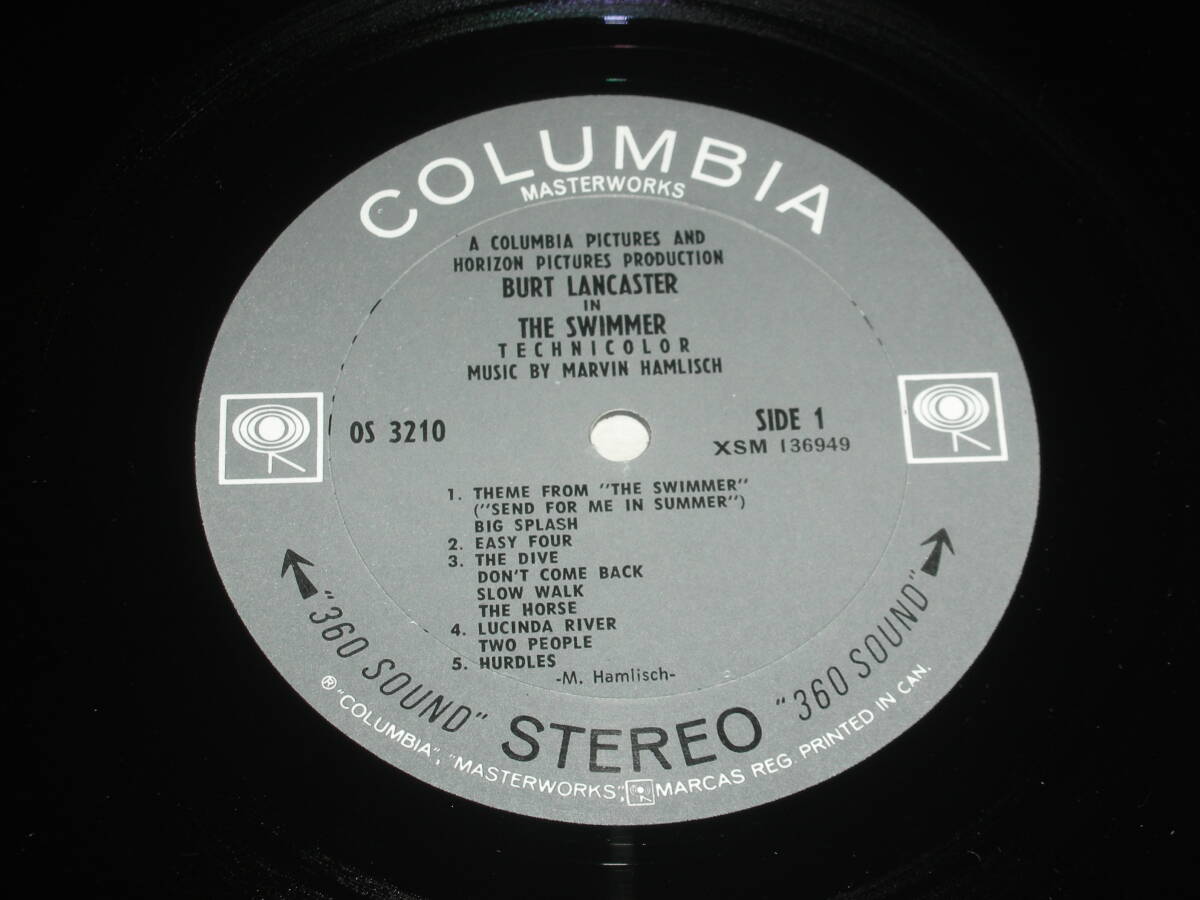 COLUMBIA
MASTERWORKS
A COLUMBIA PICTURES AND
HORIZON PICTURES PRODUCTION
BURT LANCASTER
IN
THE SWIMMER
TECHNICOLOR
MUSIC BY MARVIN HAMLISCH
OS 3210
SIDE 1
XSM 136949
1. THEME FROM "THE SWIMMER"
("SEND FOR ME IN SUMMER")
BIG SPLASH
2. EASY FOUR
3. THE DIVE
DON'T COME BACK
SLOW WALK
THE HORSE
4. LUCINDA RIVER
TWO PEOPLE
5. HURDLES
-M. Hamlisch-
"360 SOUND" STEREO "360 SOUND"
® "COLUMBIA", "MASTERWORKS", MARCAS REG. PRINTED IN CAN.